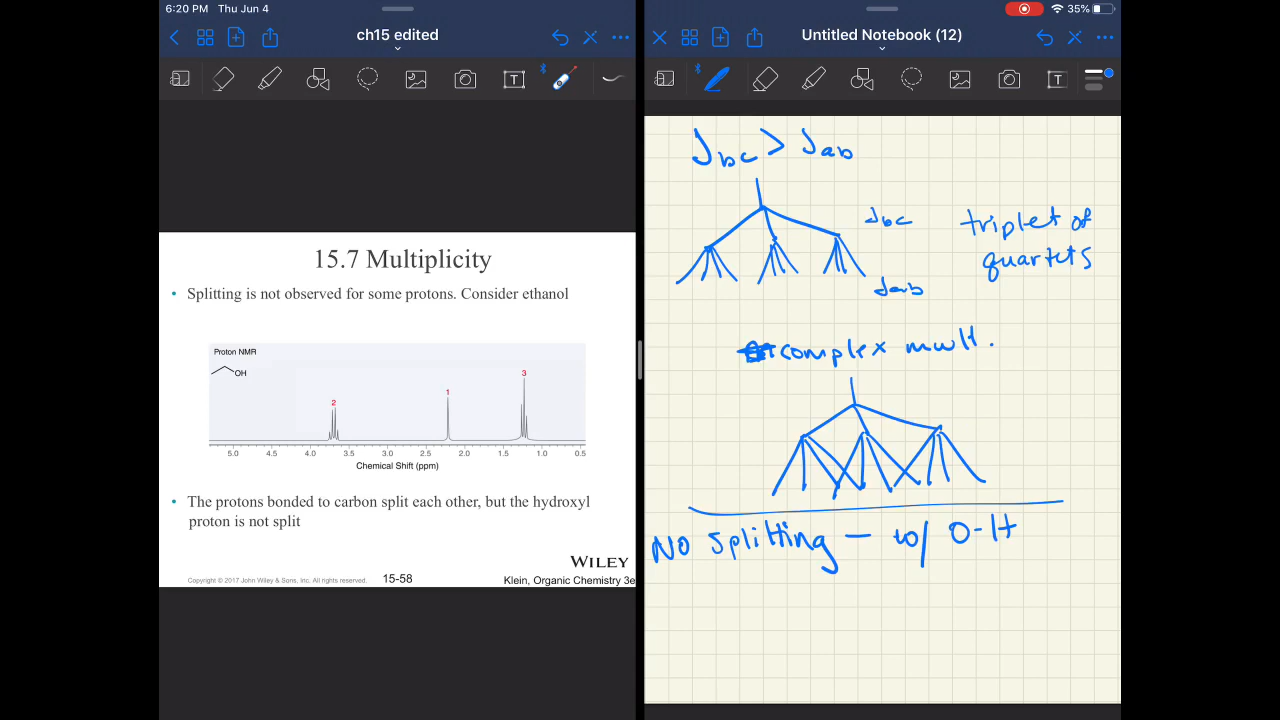 6:20 PM Thu Jun 4
35%
ch15 edited
Untitled Notebook (12)
T
T
15.7 Multiplicity
• Splitting is not observed for some protons. Consider ethanol
Proton NMR
OH
2
1
3
5.0 4.5 4.0 3.5 3.0 2.5 2.0 1.5 1.0 0.5
Chemical Shift (ppm)
• The protons bonded to carbon split each other, but the hydroxyl
proton is not split
WILEY
Copyright © 2017 John Wiley & Sons, Inc. All rights reserved.
15-58
Klein, Organic Chemistry 3e
Jbc > Jab
Jbc
triplet of
quartets
Jab
complex mult.
No splitting — w/ O-H